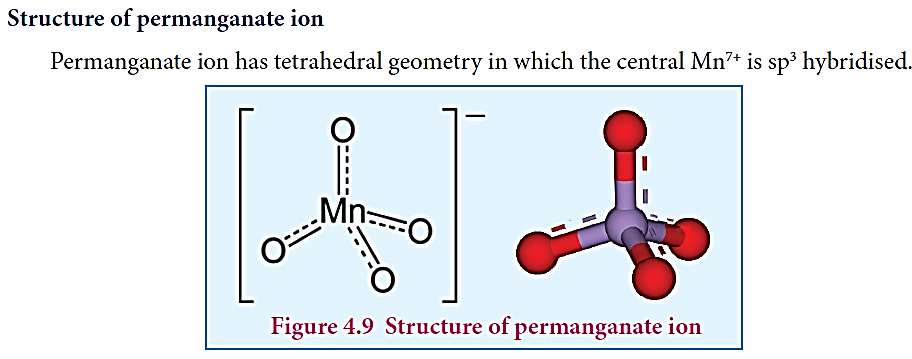 Structure of permanganate ion
Permanganate ion has tetrahedral geometry in which the central Mn⁷⁺ is sp³ hybridised.
O
−
Mn
O
O
O
Figure 4.9 Structure of permanganate ion